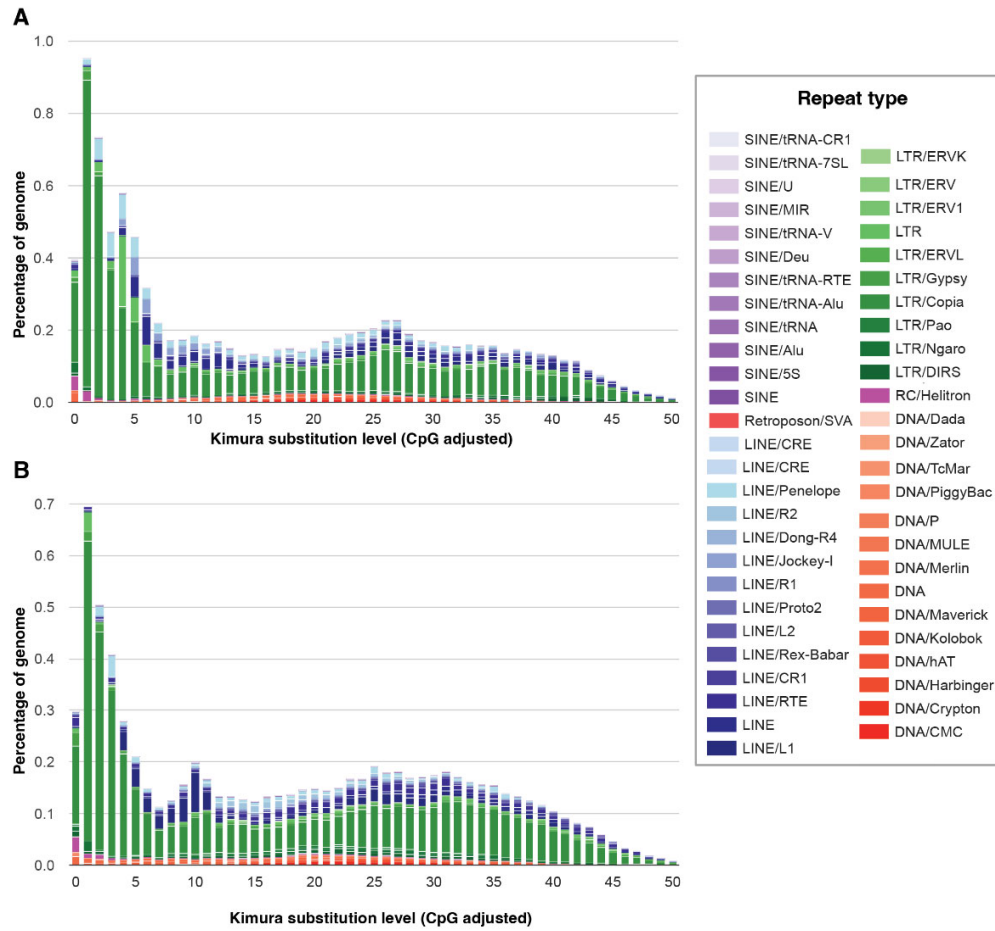 A
Percentage of genome
1.0
0.8
0.6
0.4
0.2
0.0
0 5 10 15 20 25 30 35 40 45 50
Kimura substitution level (CpG adjusted)
B
Percentage of genome
0.7
0.6
0.5
0.4
0.3
0.2
0.1
0.0
0 5 10 15 20 25 30 35 40 45 50
Kimura substitution level (CpG adjusted)
Repeat type
SINE/tRNA-CR1
SINE/tRNA-7SL
SINE/U
SINE/MIR
SINE/tRNA-V
SINE/Deu
SINE/tRNA-RTE
SINE/tRNA-Alu
SINE/tRNA
SINE/Alu
SINE/5S
SINE
Retroposon/SVA
LINE/CRE
LINE/CRE
LINE/Penelope
LINE/R2
LINE/Dong-R4
LINE/Jockey-I
LINE/R1
LINE/Proto2
LINE/L2
LINE/Rex-Babar
LINE/CR1
LINE/RTE
LINE
LINE/L1
LTR/ERVK
LTR/ERV
LTR/ERV1
LTR
LTR/ERVL
LTR/Gypsy
LTR/Copia
LTR/Pao
LTR/Ngaro
LTR/DIRS
RC/Helitron
DNA/Dada
DNA/Zator
DNA/TcMar
DNA/PiggyBac
DNA/P
DNA/MULE
DNA/Merlin
DNA
DNA/Maverick
DNA/Kolobok
DNA/hAT
DNA/Harbinger
DNA/Crypton
DNA/CMC